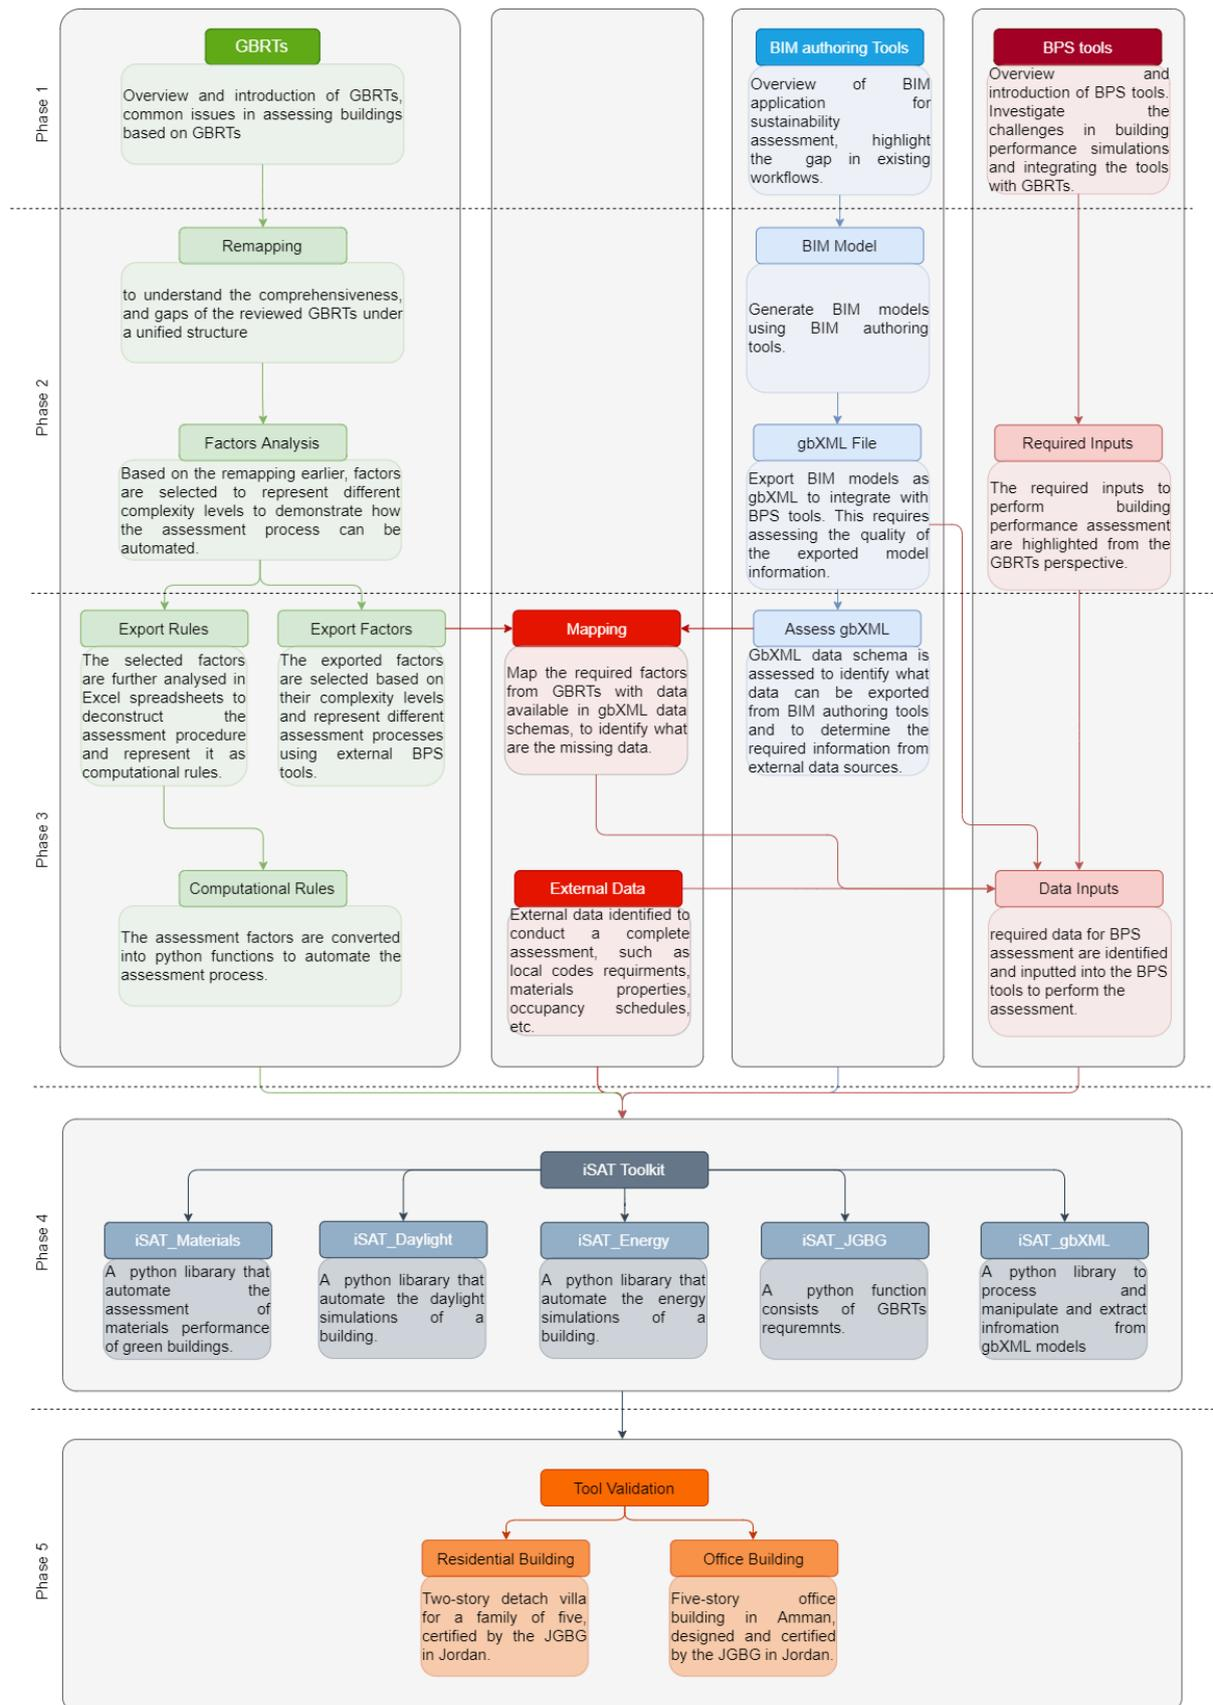 Phase 1
GBRTs
Overview and introduction of GBRTs,
common issues in assessing buildings
based on GBRTs
BIM authoring Tools
Overview of BIM
application for
sustainability
assessment, highlight
the gap in existing
workflows.
BPS tools
Overview and
introduction of BPS tools.
Investigate the
challenges in building
performance simulations
and integrating the tools
with GBRTs.
Phase 2
Remapping
to understand the comprehensiveness,
and gaps of the reviewed GBRTs under
a unified structure
BIM Model
Generate BIM models
using BIM authoring
tools.
Factors Analysis
Based on the remapping earlier, factors
are selected to represent different
complexity levels to demonstrate how
the assessment process can be
automated.
gbXML File
Export BIM models as
gbXML to integrate with
BPS tools. This requires
assessing the quality of
the exported model
information.
Required Inputs
The required inputs to
perform building
performance assessment
are highlighted from the
GBRTs perspective.
Phase 3
Export Rules
The selected factors
are further analysed in
Excel spreadsheets to
deconstruct the
assessment procedure
and represent it as
computational rules.
Export Factors
The exported factors
are selected based on
their complexity levels
and represent different
assessment processes
using external BPS
tools.
Mapping
Map the required factors
from GBRTs with data
available in gbXML data
schemas, to identify what
are the missing data.
Assess gbXML
GbXML data schema is
assessed to identify what
data can be exported
from BIM authoring tools
and to determine the
required information from
external data sources.
Computational Rules
The assessment factors are converted
into python functions to automate the
assessment process.
External Data
External data identified to
conduct a complete
assessment, such as
local codes requirments,
materials properties,
occupancy schedules,
etc.
Data Inputs
required data for BPS
assessment are identified
and inputted into the BPS
tools to perform the
assessment.
Phase 4
iSAT Toolkit
iSAT_Materials
A python libarary that
automate the
assessment of
materials performance
of green buildings.
iSAT_Daylight
A python libarary that
automate the daylight
simulations of a
building.
iSAT_Energy
A python libarary that
automate the energy
simulations of a
building.
iSAT_JGBG
A python function
consists of GBRTs
requremnts.
iSAT_gbXML
A python library to
process and
manipulate and extract
infromation from
gbXML models
Phase 5
Tool Validation
Residential Building
Two-story detach villa
for a family of five,
certified by the JGBG
in Jordan.
Office Building
Five-story office
building in Amman,
designed and certified
by the JGBG in Jordan.